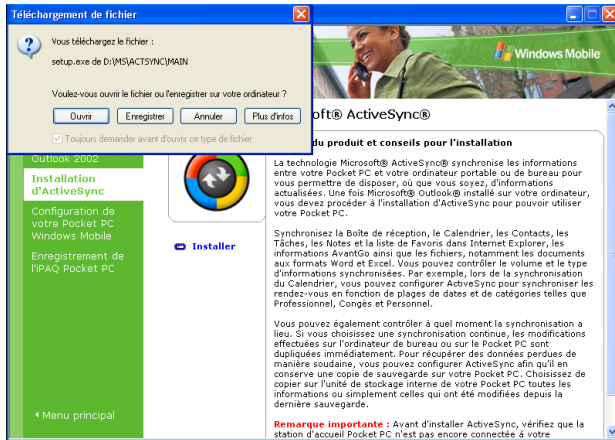 Téléchargement de fichier
Vous téléchargez le fichier :
setup.exe de D:\MS\ACTSYNC\MAIN
Voulez-vous ouvrir le fichier ou l'enregistrer sur votre ordinateur ?
Ouvrir Enregistrer Annuler Plus d'infos
Toujours demander avant d'ouvrir ce type de fichier
Windows Mobile
oft® ActiveSync®
du produit et conseils pour l'installation
Outlook 2002
Installation
d'ActiveSync
Configuration de
votre Pocket PC
Windows Mobile
Enregistrement de
l'iPAQ Pocket PC
Menu principal
Installer
La technologie Microsoft® ActiveSync® synchronise les informations
entre votre Pocket PC et votre ordinateur portable ou de bureau pour
vous permettre de disposer, où que vous soyez, d'informations
actualisées. Une fois Microsoft® Outlook® installé sur votre ordinateur,
vous devez procéder à l'installation d'ActiveSync pour pouvoir utiliser
votre Pocket PC.
Synchronisez la Boîte de réception, le Calendrier, les Contacts, les
Tâches, les Notes et la liste de Favoris dans Internet Explorer, les
informations AvantGo ainsi que les fichiers, notamment les documents
aux formats Word et Excel. Vous pouvez contrôler le volume et le type
d'informations synchronisées. Par exemple, lors de la synchronisation
du Calendrier, vous pouvez configurer ActiveSync pour synchroniser les
rendez-vous en fonction de plages de dates et de catégories telles que
Professionnel, Congés et Personnel.
Vous pouvez également contrôler à quel moment la synchronisation a
lieu. Si vous choisissez une synchronisation continue, les modifications
effectuées sur l'ordinateur de bureau ou sur le Pocket PC sont
dupliquées immédiatement. Pour récupérer des données perdues de
manière soudaine, vous pouvez configurer ActiveSync afin qu'il en
conserve une copie de sauvegarde sur votre Pocket PC. Choisissez de
copier sur l'unité de stockage interne de votre Pocket PC toutes les
informations ou simplement celles qui ont été modifiées depuis la
dernière sauvegarde.
Remarque importante : Avant d'installer ActiveSync, vérifiez que la
station d'accueil Pocket PC n'est pas encore connectée à votre